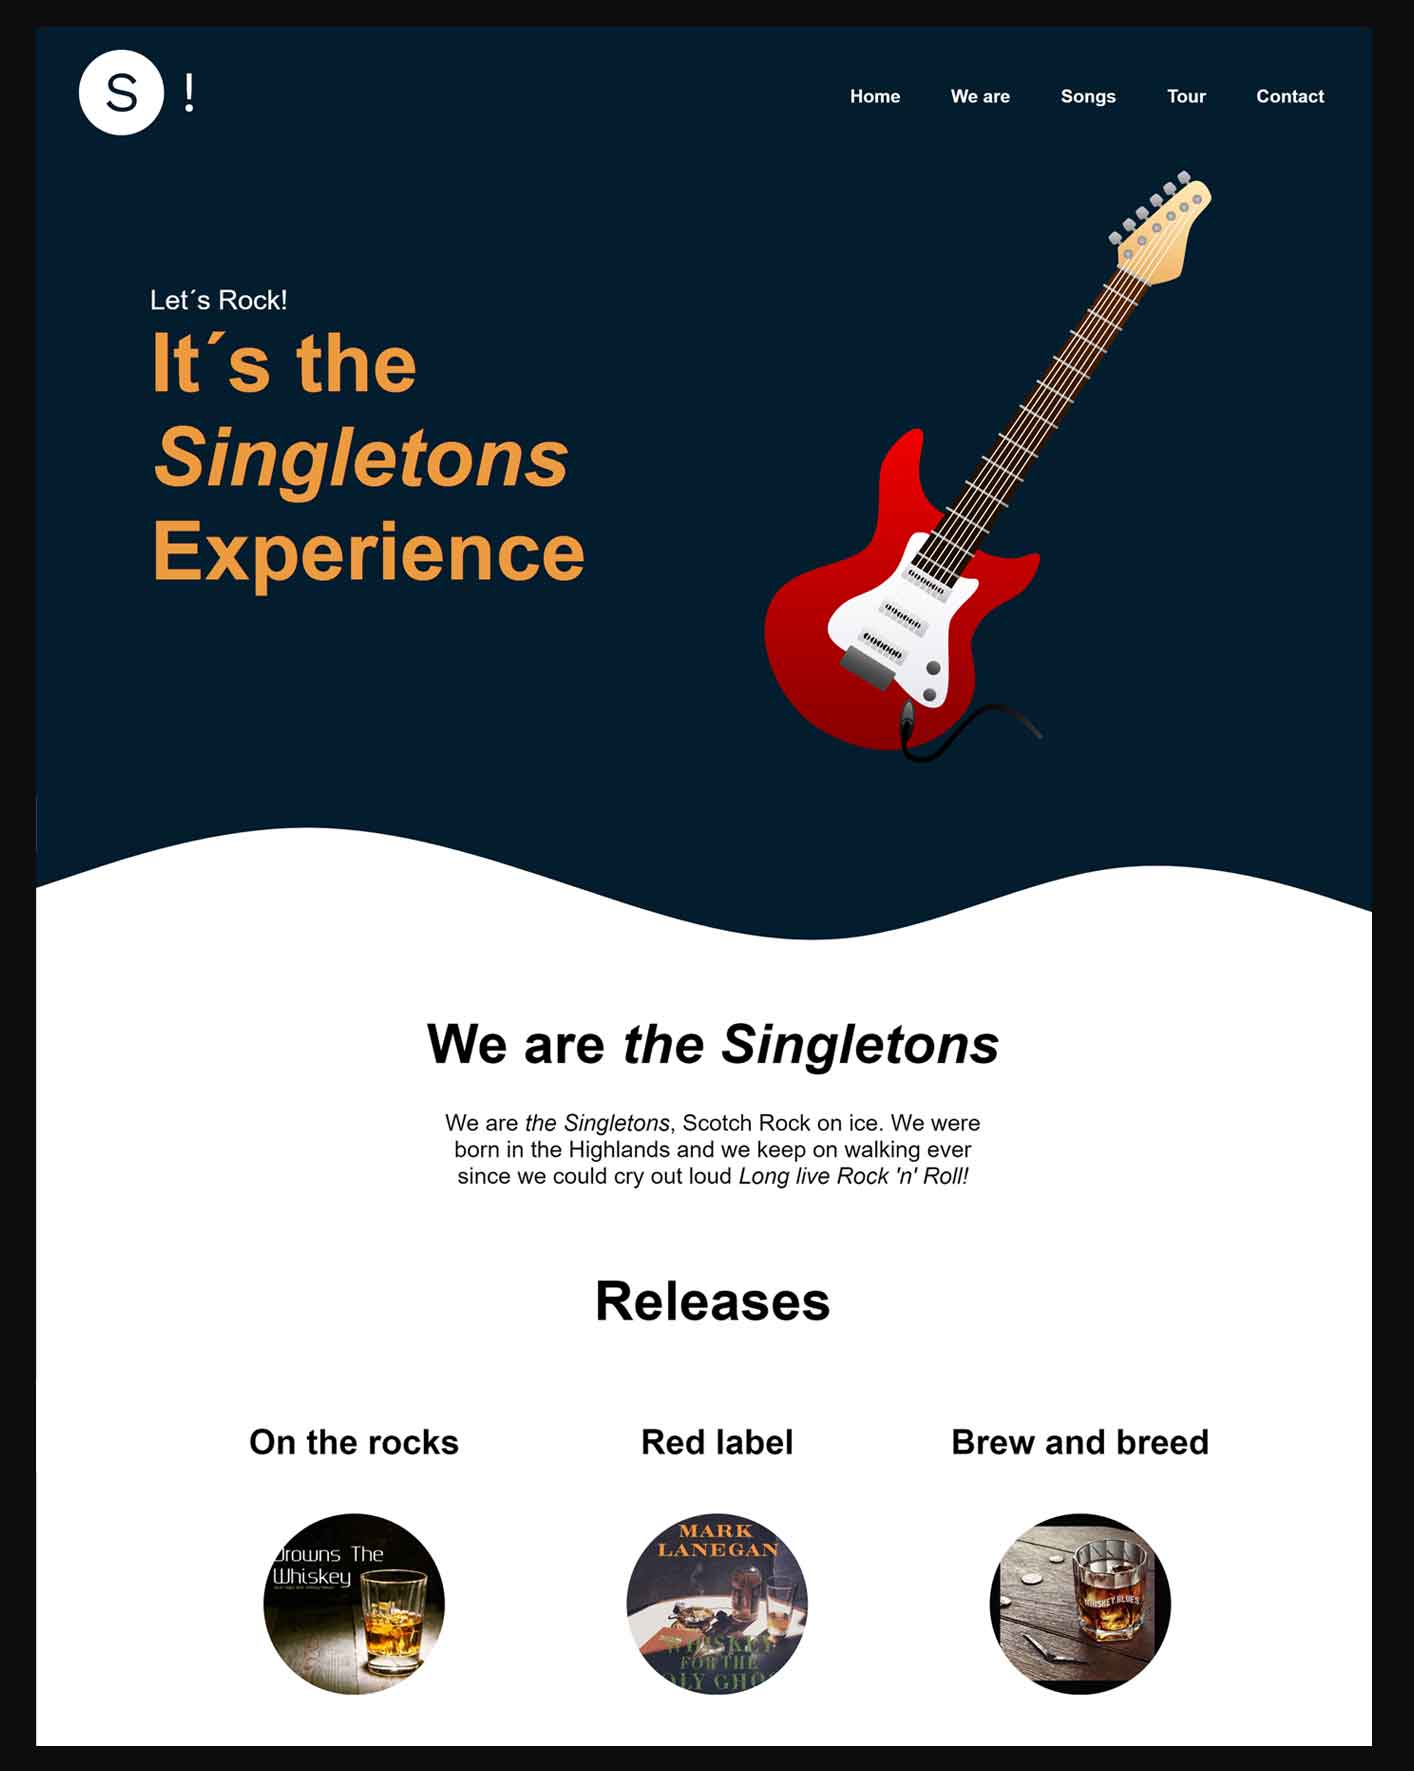 S !
Home We are Songs Tour Contact
Let´s Rock!
It´s the
Singletons
Experience
We are the Singletons
We are the Singletons, Scotch Rock on ice. We were
born in the Highlands and we keep on walking ever
since we could cry out loud Long live Rock 'n' Roll!
Releases
On the rocks
Red label
Brew and breed
Drowns The
Whiskey
MARK
LANEGAN
WHISKEY
FOR THE
OLY GHO
WHISKEY BLUES